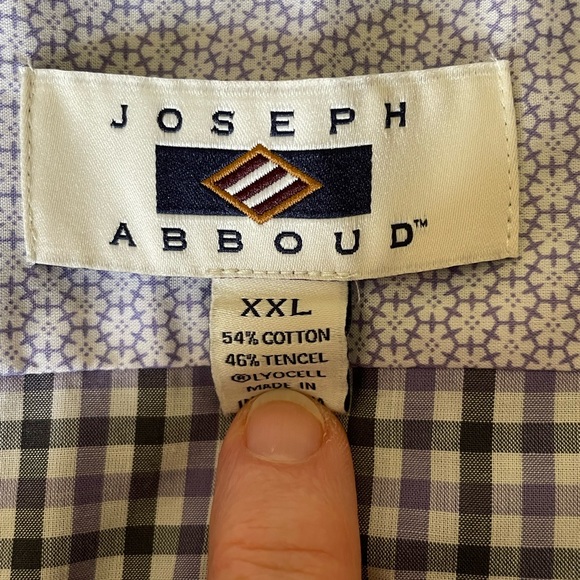 JOSEPH
ABBOUD™
XXL
54% COTTON
46% TENCEL
®LYOCELL
MADE IN